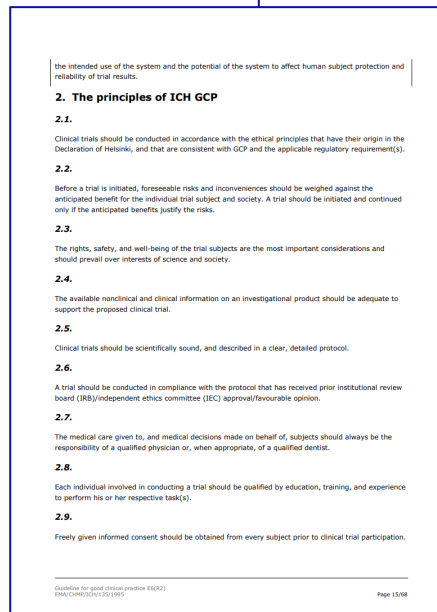 the intended use of the system and the potential of the system to affect human subject protection and
reliability of trial results.
2. The principles of ICH GCP
2.1.
Clinical trials should be conducted in accordance with the ethical principles that have their origin in the
Declaration of Helsinki, and that are consistent with GCP and the applicable regulatory requirement(s).
2.2.
Before a trial is initiated, foreseeable risks and inconveniences should be weighed against the
anticipated benefit for the individual trial subject and society. A trial should be initiated and continued
only if the anticipated benefits justify the risks.
2.3.
The rights, safety, and well-being of the trial subjects are the most important considerations and
should prevail over interests of science and society.
2.4.
The available nonclinical and clinical information on an investigational product should be adequate to
support the proposed clinical trial.
2.5.
Clinical trials should be scientifically sound, and described in a clear, detailed protocol.
2.6.
A trial should be conducted in compliance with the protocol that has received prior institutional review
board (IRB)/independent ethics committee (IEC) approval/favourable opinion.
2.7.
The medical care given to, and medical decisions made on behalf of, subjects should always be the
responsibility of a qualified physician or, when appropriate, of a qualified dentist.
2.8.
Each individual involved in conducting a trial should be qualified by education, training, and experience
to perform his or her respective task(s).
2.9.
Freely given informed consent should be obtained from every subject prior to clinical trial participation.
Guideline for good clinical practice E6(R2)
EMA/CHMP/ICH/135/1995
Page 15/68